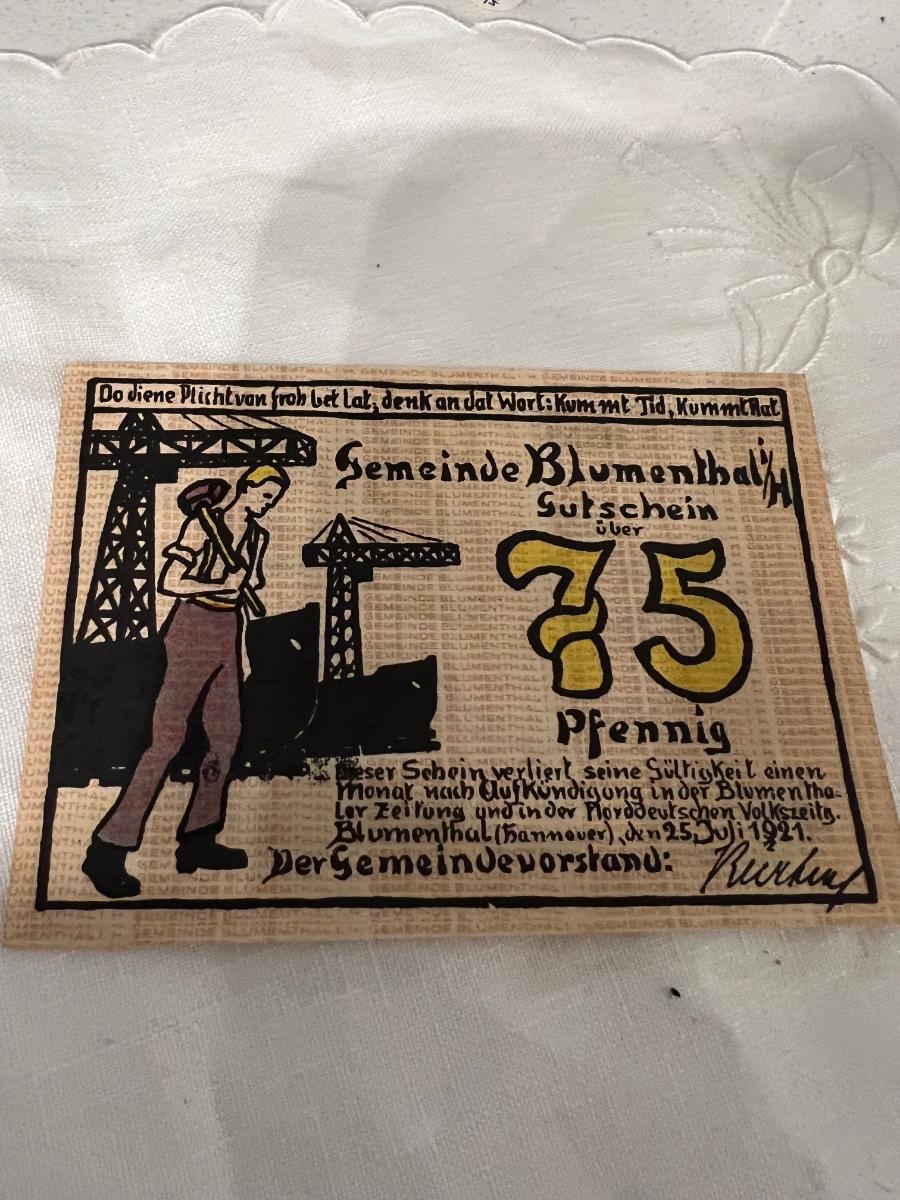 Do diene Plicht van froh bet lat, denk an dat Wort: Kummt Tid, Kummt Rat
Gemeinde Blumenthal i/H
Gutschein
über
75
Pfennig
Dieser Schein verliert seine Gültigkeit einen
Monat nach Aufkündigung in der Blumentha-
ler Zeitung und in der Norddeutschen Volkszeitg.
Blumenthal (Hannover), den 25. Juli 1921.
Der Gemeindevorstand: